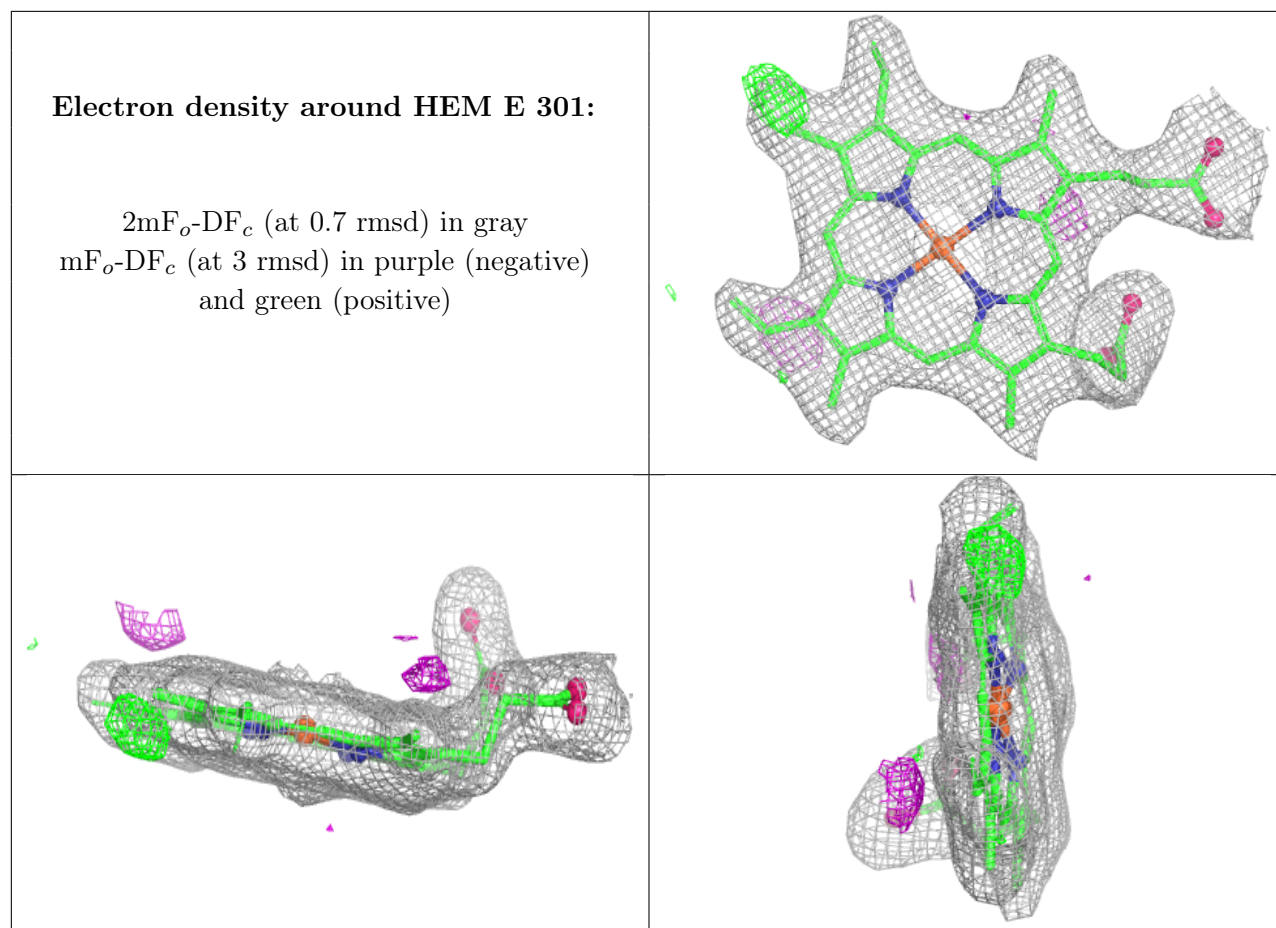 Electron density around HEM E 301:
2mFo-DFc (at 0.7 rmsd) in gray
mFo-DFc (at 3 rmsd) in purple (negative)
and green (positive)